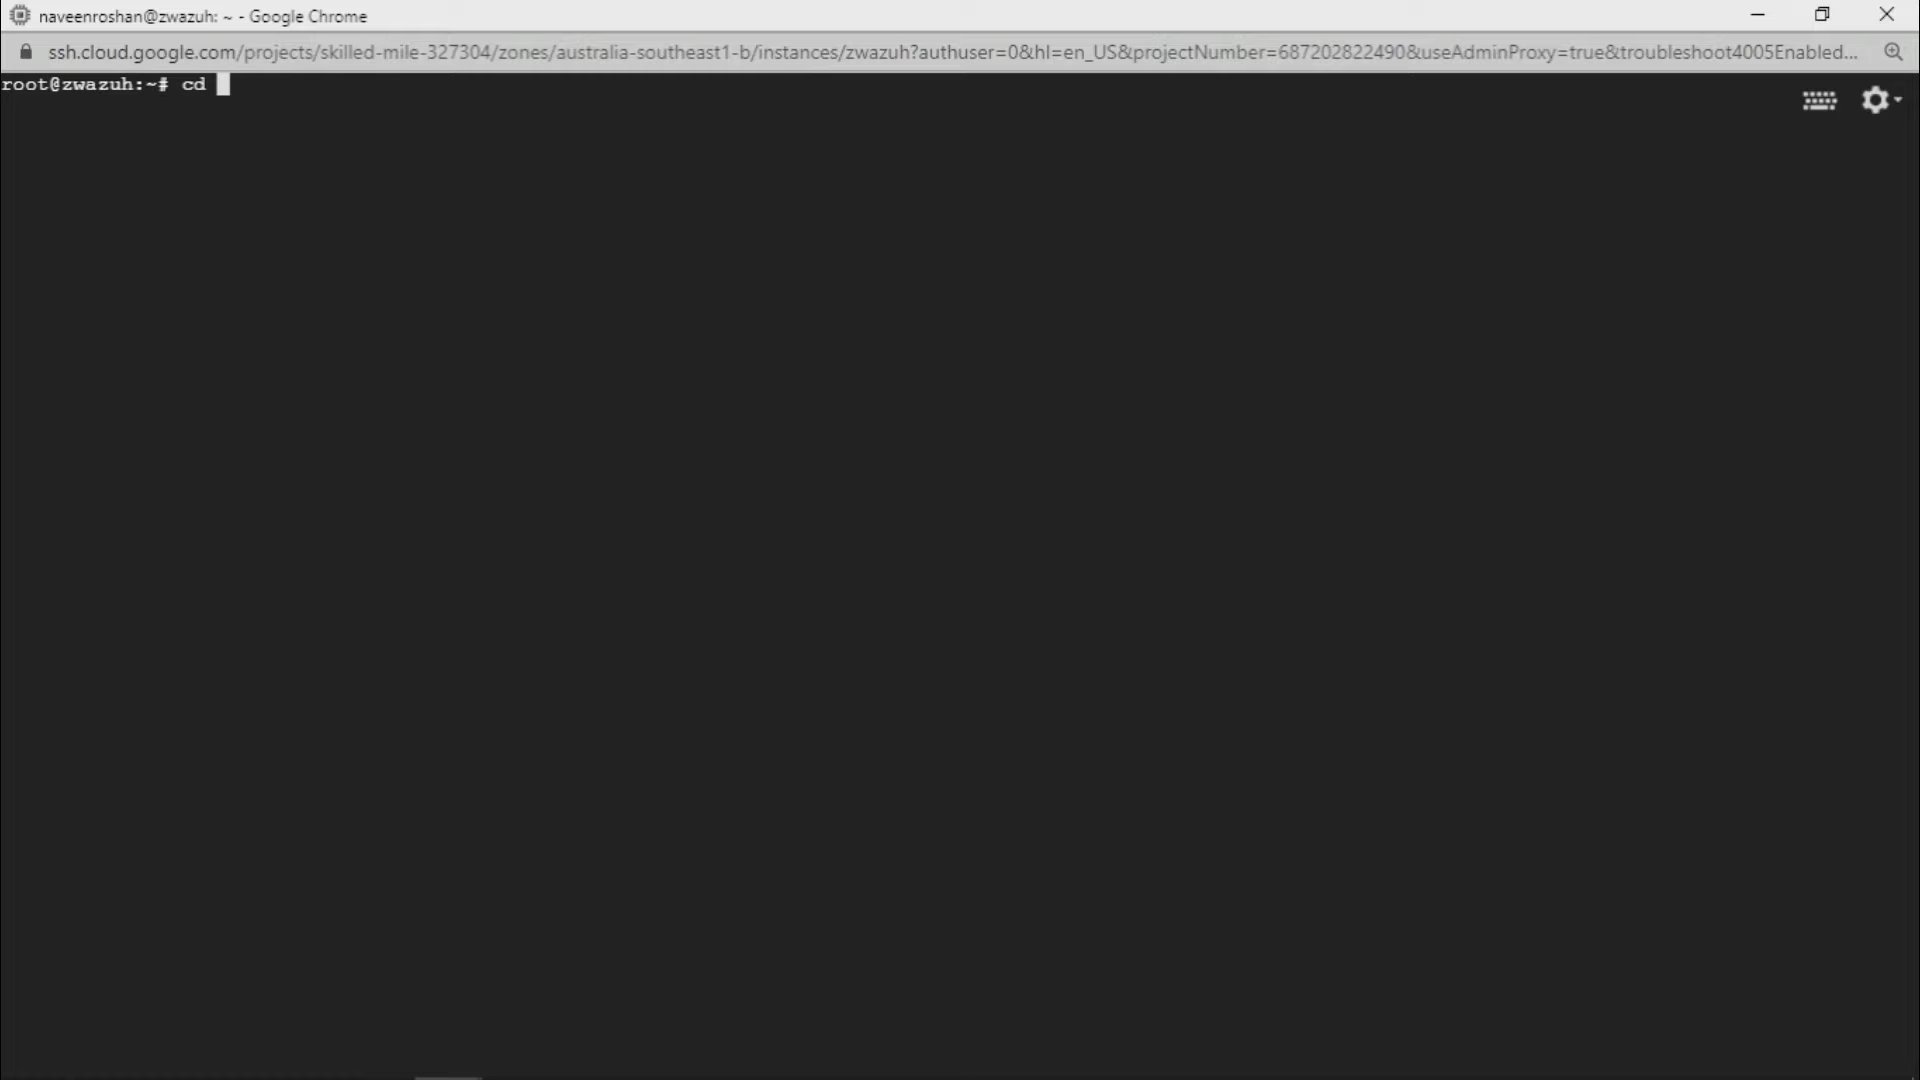 naveenroshan@zwazuh: ~ - Google Chrome
ssh.cloud.google.com/projects/skilled-mile-327304/zones/australia-southeast1-b/instances/zwazuh?authuser=0&hl=en_US&projectNumber=687202822490&useAdminProxy=true&troubleshoot4005Enabled...
root@zwazuh:~# cd